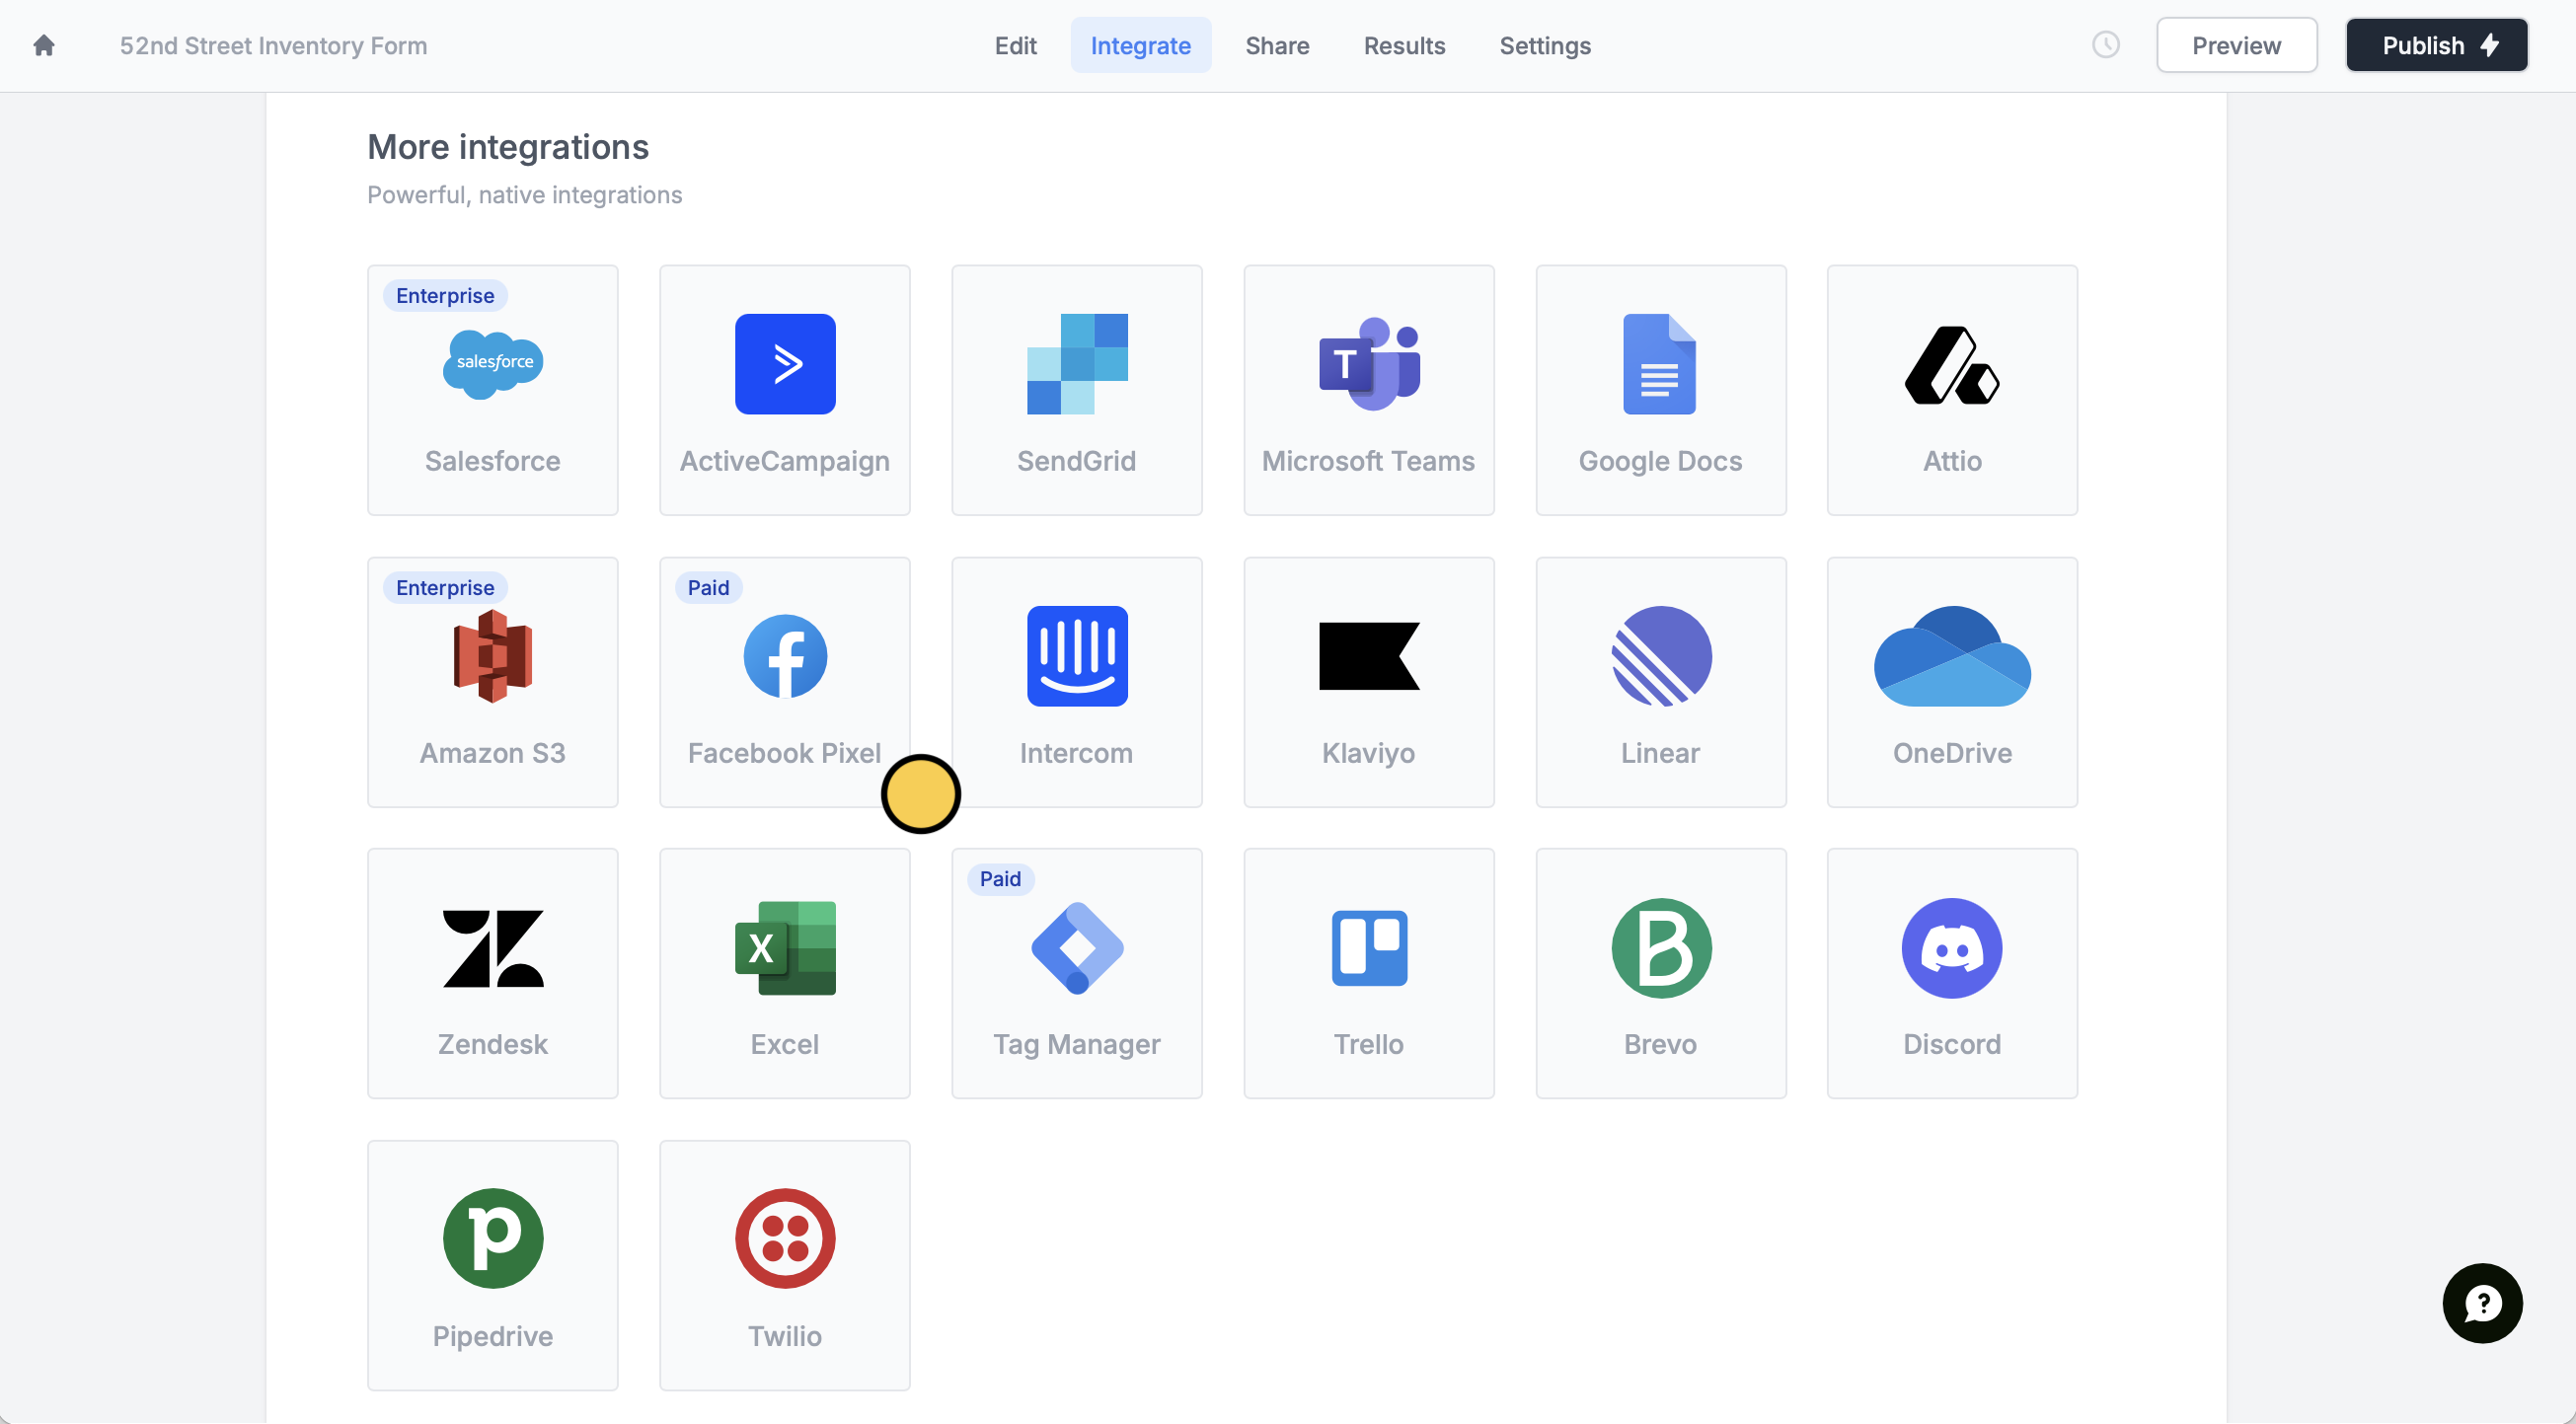 52nd Street Inventory Form
Edit
Integrate
Share
Results
Settings
Preview
Publish
More integrations
Powerful, native integrations
Enterprise
salesforce
Salesforce
ActiveCampaign
SendGrid
T
Microsoft Teams
Google Docs
Attio
Enterprise
Amazon S3
Paid
f
Facebook Pixel
Intercom
Klaviyo
Linear
OneDrive
Zendesk
X
Excel
Paid
Tag Manager
Trello
B
Brevo
Discord
p
Pipedrive
Twilio
?